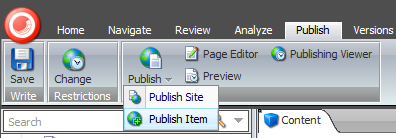 Home Navigate Review Analyze Publish Versions
Save Change Publish Page Editor Publishing Viewer
Preview
Write Restrictions Publish Site
Publish Item
Search Content